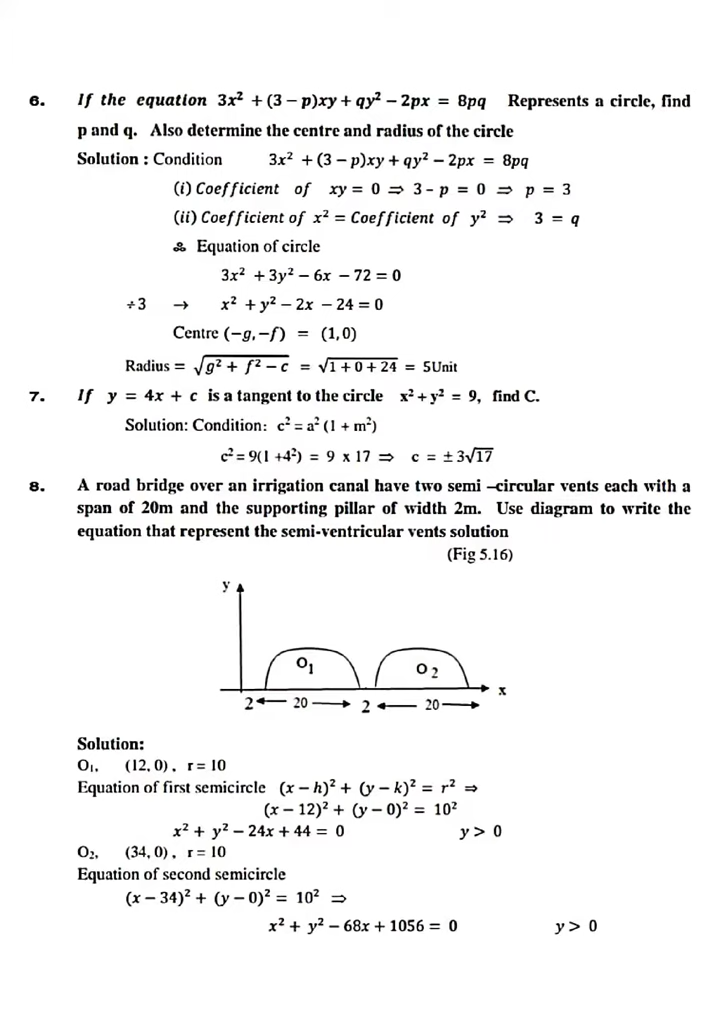 6. If the equation 3x² + (3 – p)xy + qy² – 2px = 8pq Represents a circle, find
p and q. Also determine the centre and radius of the circle
Solution : Condition 3x² + (3 – p)xy + qy² – 2px = 8pq
(i) Coefficient of xy = 0 ⇒ 3 - p = 0 ⇒ p = 3
(ii) Coefficient of x² = Coefficient of y² ⇒ 3 = q
Equation of circle
3x² + 3y² – 6x – 72 = 0
÷3 → x² + y² – 2x – 24 = 0
Centre (–g, –f) = (1, 0)
Radius = √(g² + f² – c) = √(1 + 0 + 24) = 5Unit
7. If y = 4x + c is a tangent to the circle x² + y² = 9, find C.
Solution: Condition: c² = a² (1 + m²)
c² = 9(1 +4²) = 9 x 17 ⇒ c = ± 3√17
8. A road bridge over an irrigation canal have two semi –circular vents each with a
span of 20m and the supporting pillar of width 2m. Use diagram to write the
equation that represent the semi-ventricular vents solution
(Fig 5.16)
y
O₁ O₂
x
2 ← 20 → 2 ← 20 →
Solution:
O₁, (12, 0), r = 10
Equation of first semicircle (x – h)² + (y – k)² = r² ⇒
(x – 12)² + (y – 0)² = 10²
x² + y² – 24x + 44 = 0 y > 0
O₂, (34, 0), r = 10
Equation of second semicircle
(x – 34)² + (y – 0)² = 10² ⇒
x² + y² – 68x + 1056 = 0 y > 0